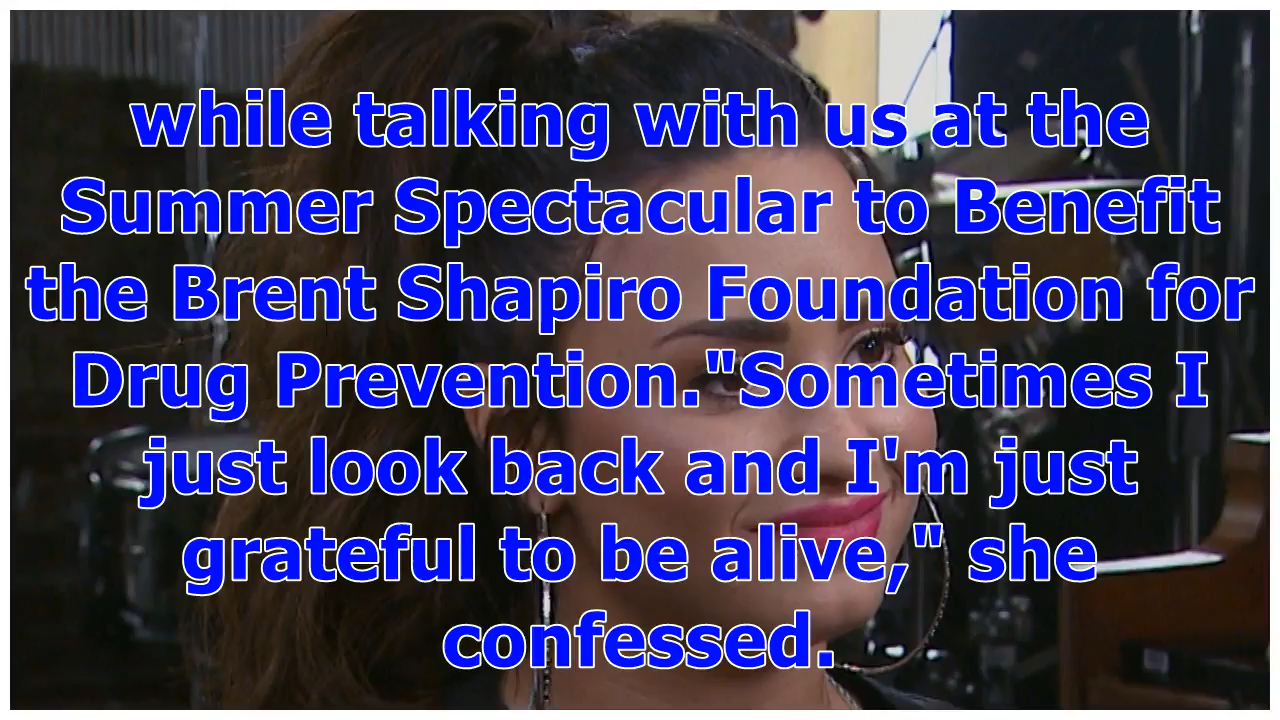 while talking with us at the
Summer Spectacular to Benefit
the Brent Shapiro Foundation for
Drug Prevention."Sometimes I
just look back and I'm just
grateful to be alive," she
confessed.